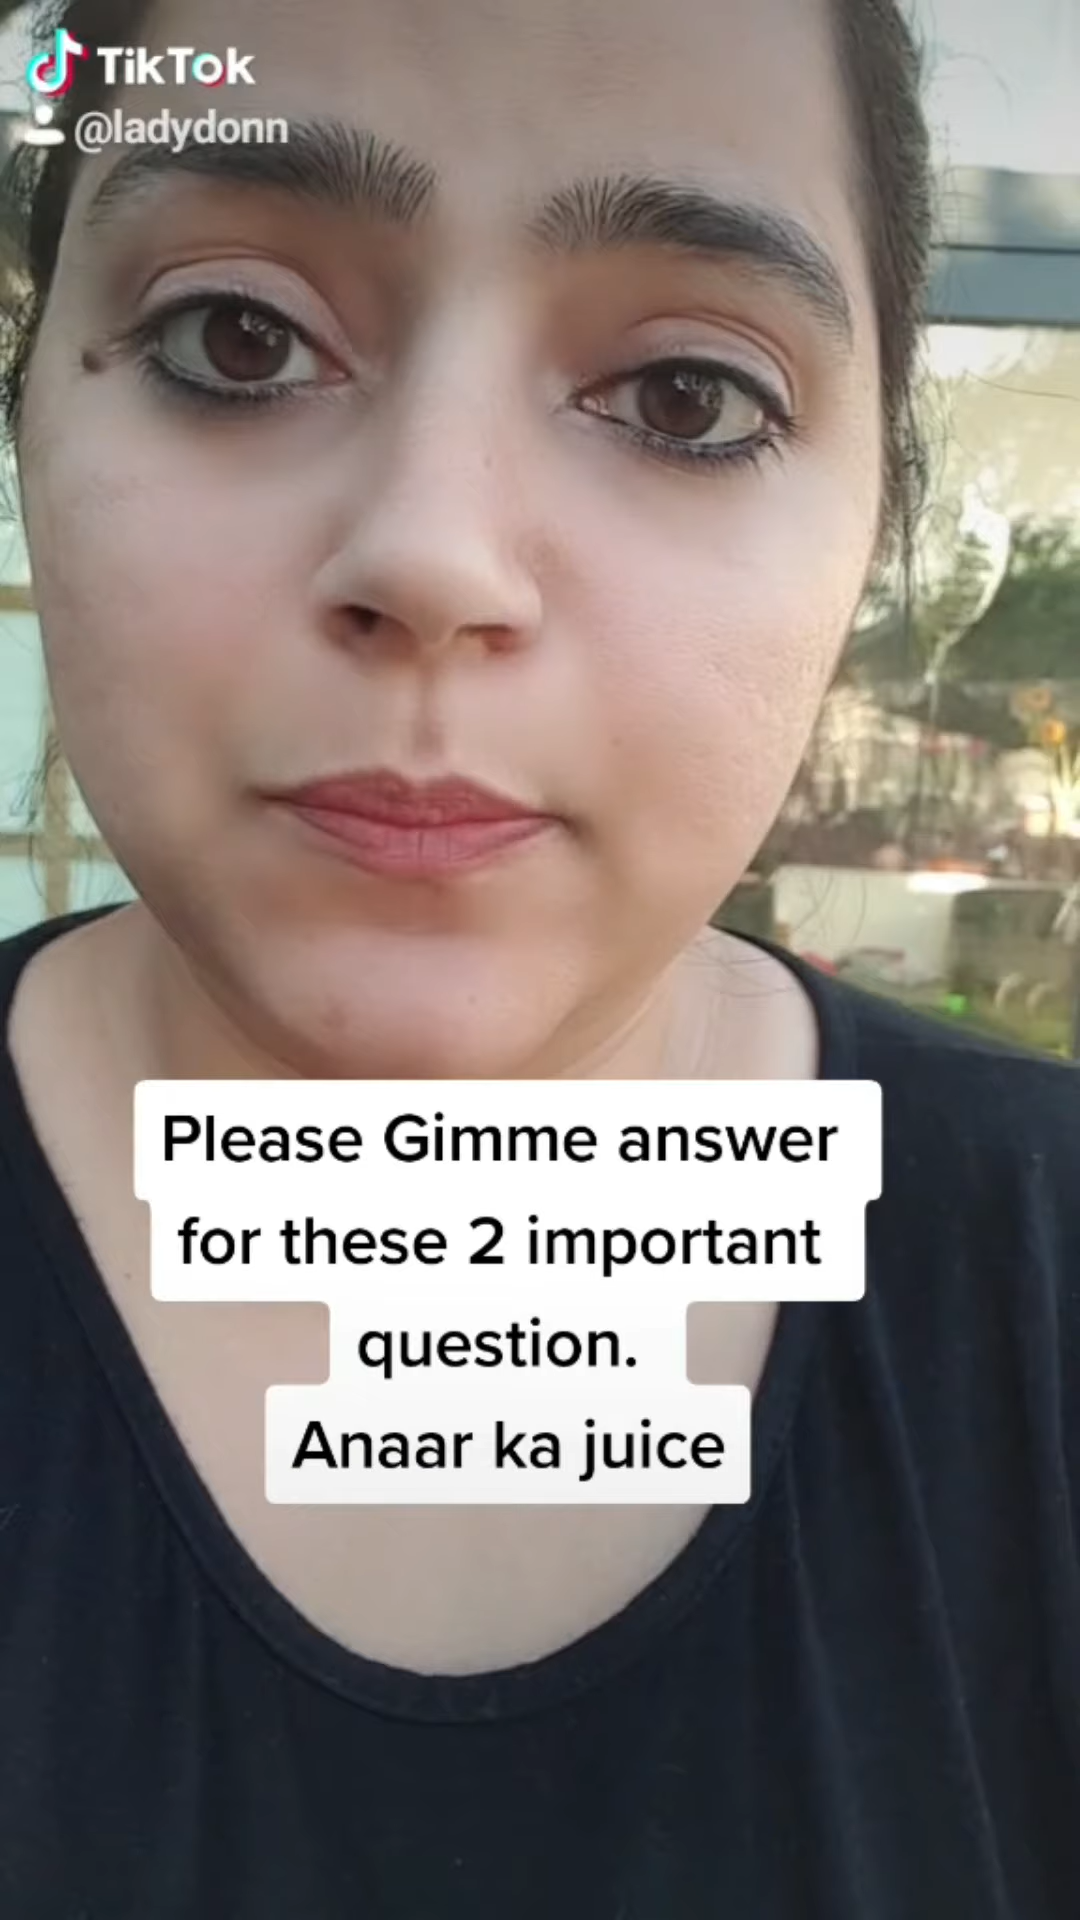 TikTok
@ladydonn
Please Gimme answer
for these 2 important
question.
Anaar ka juice